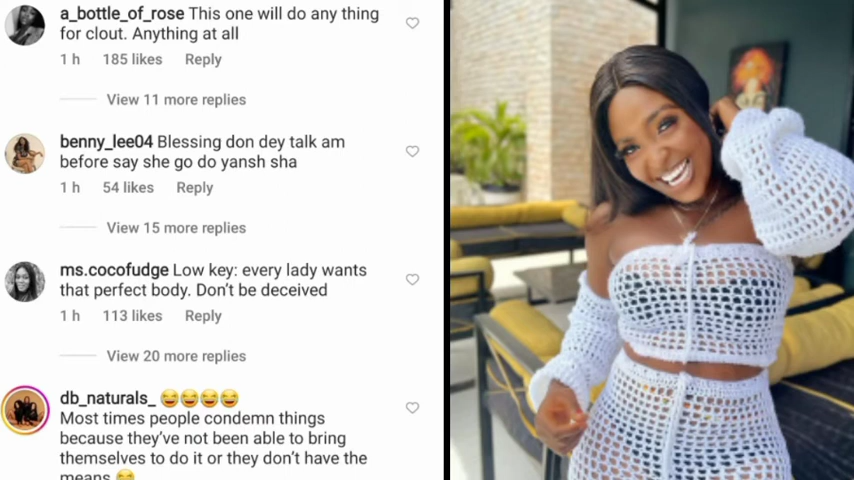 a_bottle_of_rose This one will do any thing
for clout. Anything at all
1 h 185 likes Reply
View 11 more replies
benny_lee04 Blessing don dey talk am
before say she go do yansh sha
1 h 54 likes Reply
View 15 more replies
ms.cocofudge Low key: every lady wants
that perfect body. Don't be deceived
1 h 113 likes Reply
View 20 more replies
db_naturals_ 😂😂😂😂
Most times people condemn things
because they've not been able to bring
themselves to do it or they don't have the
means 😂